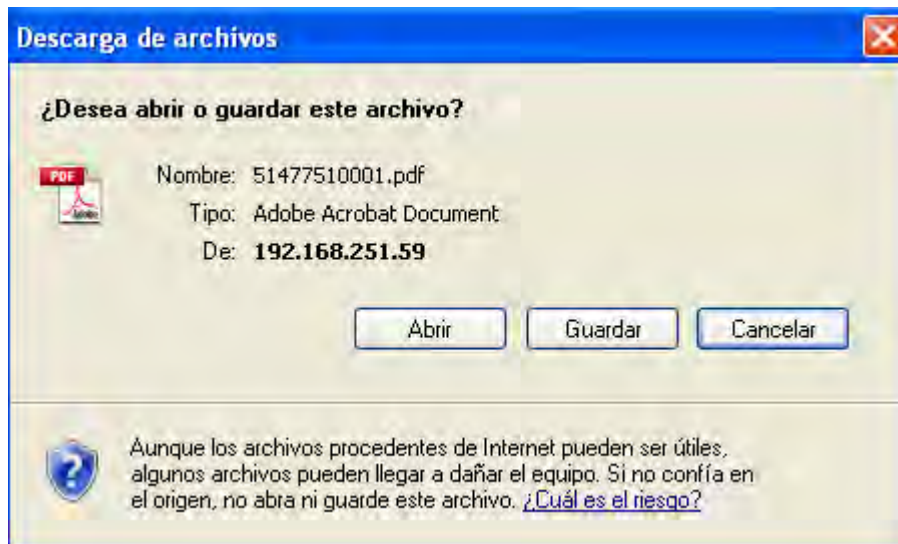 Descarga de archivos
¿Desea abrir o guardar este archivo?
PDF
Adobe
Nombre: 51477510001.pdf
Tipo: Adobe Acrobat Document
De: 192.168.251.59
Abrir Guardar Cancelar
Aunque los archivos procedentes de Internet pueden ser útiles,
algunos archivos pueden llegar a dañar el equipo. Si no confía en
el origen, no abra ni guarde este archivo. ¿Cuál es el riesgo?